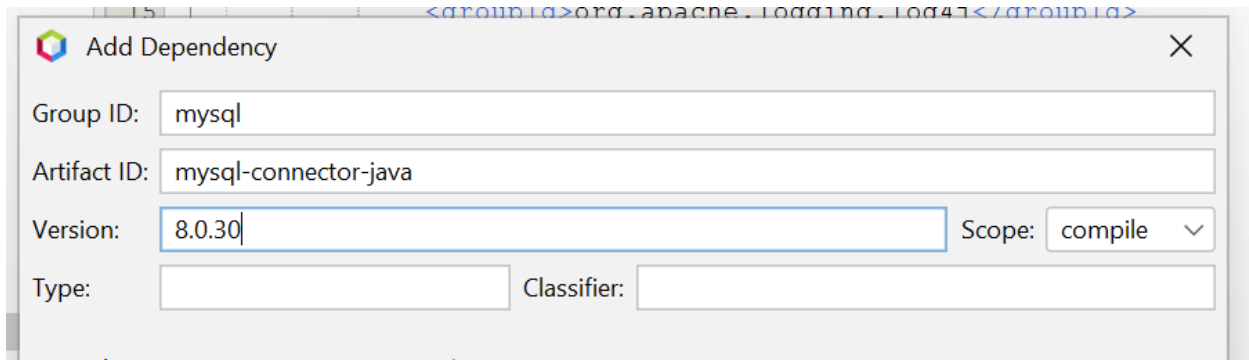 15 <groupId>org.apache.logging.log4j</groupId>
Add Dependency
Group ID: mysql
Artifact ID: mysql-connector-java
Version: 8.0.30 Scope: compile
Type: Classifier: